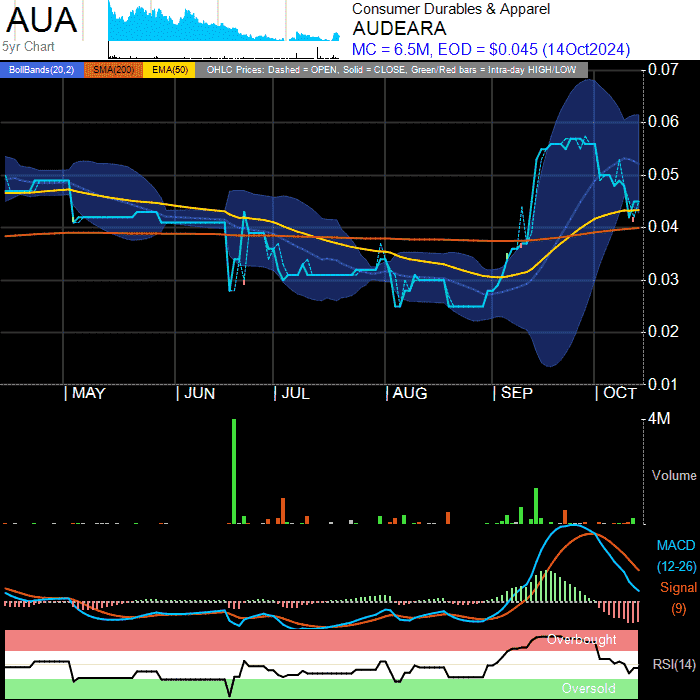 AUA
5yr Chart
Consumer Durables & Apparel
AUDEARA
MC = 6.5M, EOD = $0.045 (14Oct2024)
BollBands(20,2) SMA(200) EMA(50) OHLC Prices: Dashed = OPEN, Solid = CLOSE, Green/Red bars = Intra-day HIGH/LOW
0.07
0.06
0.05
0.04
0.03
0.02
0.01
| MAY | JUN | JUL | AUG | SEP | OCT
4M
Volume
MACD
(12-26)
Signal
(9)
Overbought
RSI(14)
Oversold